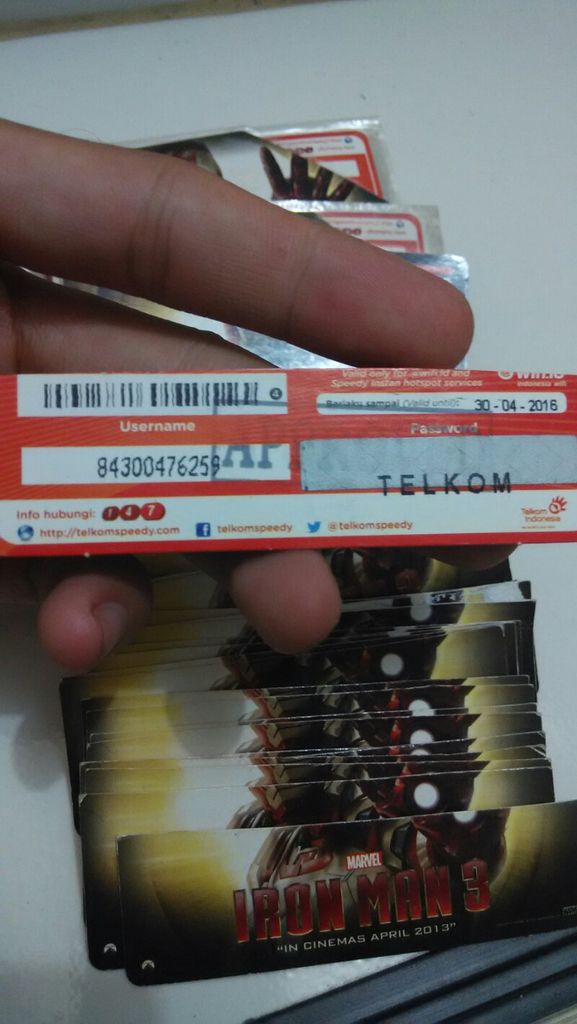 Valid only for @wifi.id and
Speedy Instan hotspot services
@wifi.id
indonesia wifi
4
Berlaku sampai (Valid until): 30-04-2016
Username
Password
84300476259
TELKOM
Info hubungi: 147
http://telkomspeedy.com
telkomspeedy
@telkomspeedy
Telkom
Indonesia
MARVEL
IRON MAN 3
"IN CINEMAS APRIL 2013"